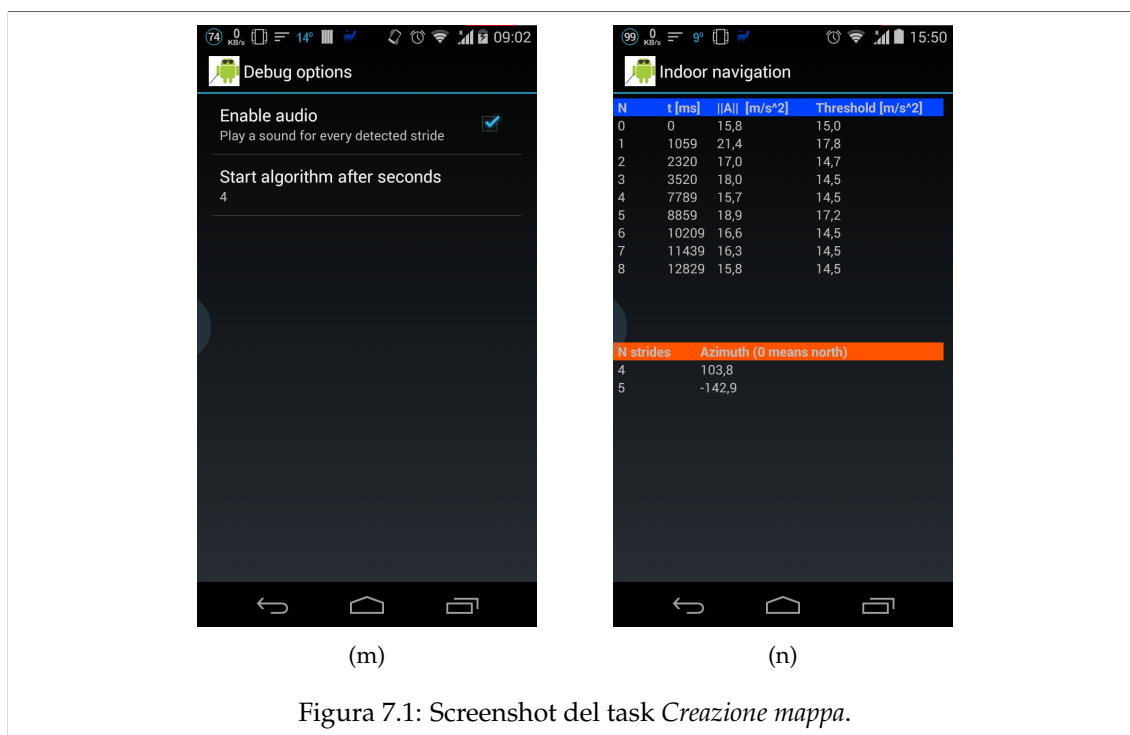 74 0 KB/s 14° 09:02
Debug options
Enable audio
Play a sound for every detected stride
Start algorithm after seconds
4
(m)
99 0 KB/s 9° 15:50
Indoor navigation
N t [ms] ||A|| [m/s^2] Threshold [m/s^2]
0 0 15,8 15,0
1 1059 21,4 17,8
2 2320 17,0 14,7
3 3520 18,0 14,5
4 7789 15,7 14,5
5 8859 18,9 17,2
6 10209 16,6 14,5
7 11439 16,3 14,5
8 12829 15,8 14,5
N strides Azimuth (0 means north)
4 103,8
5 -142,9
(n)
Figura 7.1: Screenshot del task Creazione mappa.